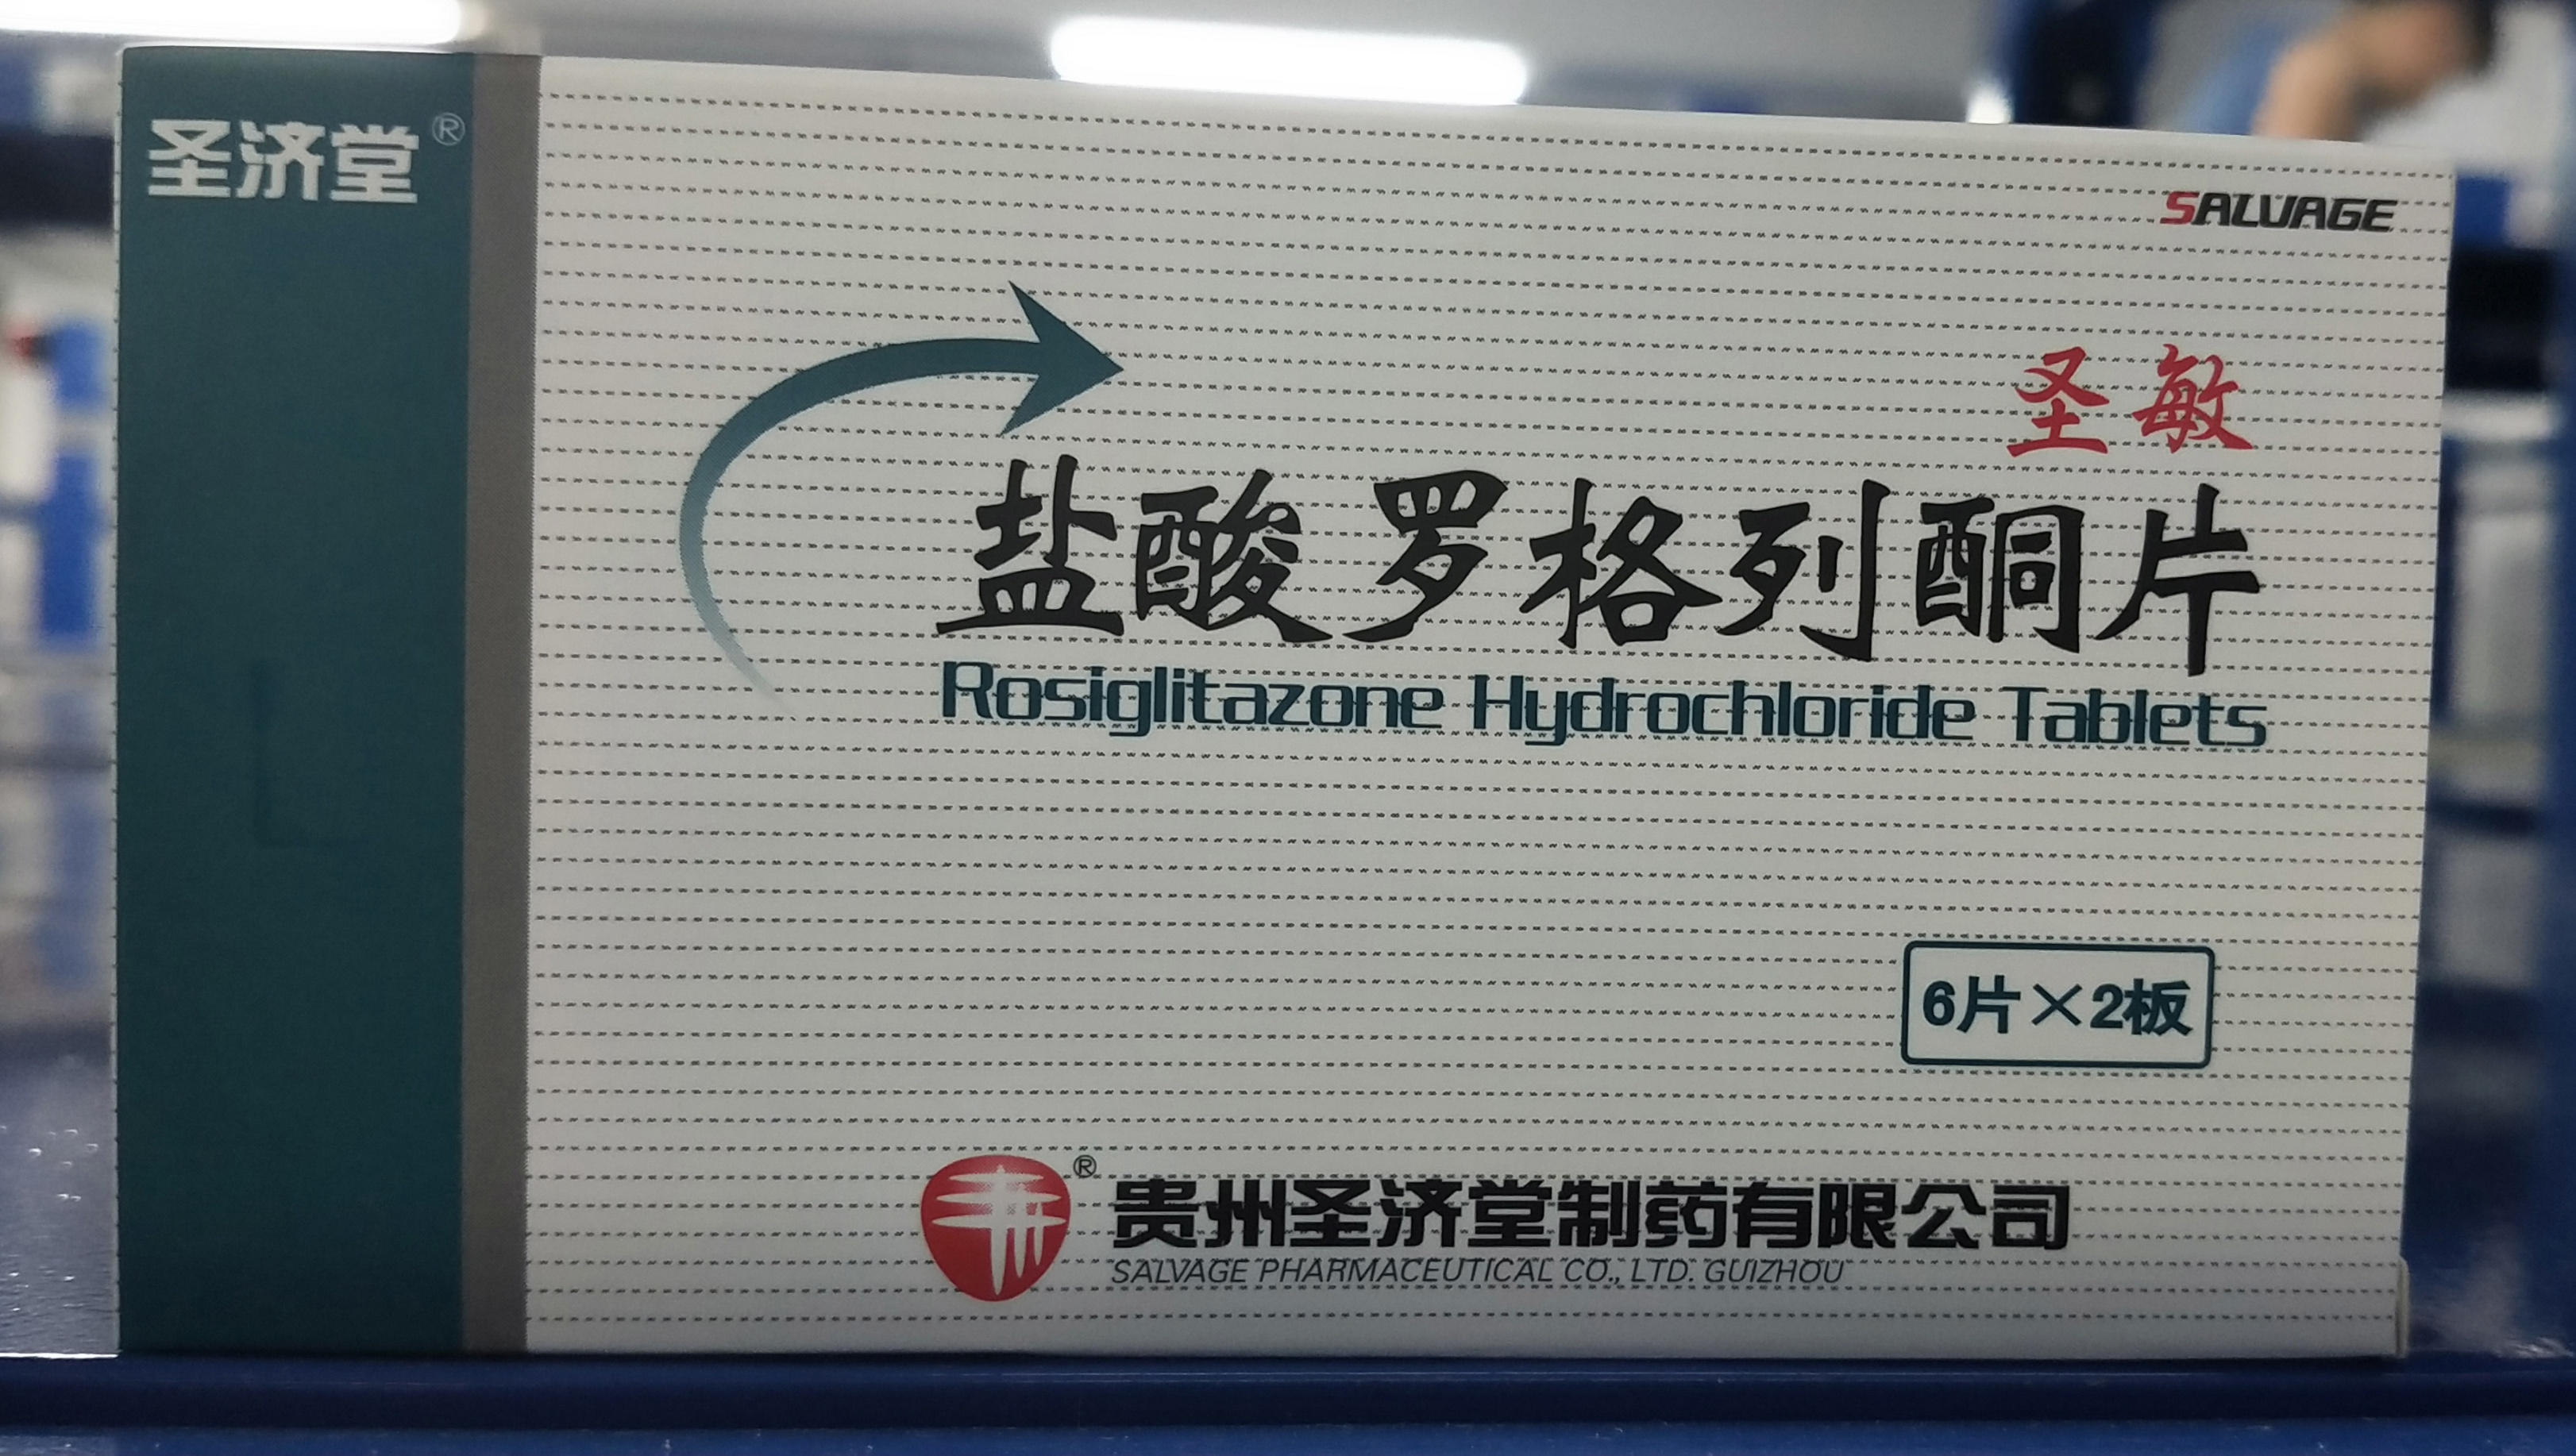 圣济堂®
SALVAGE
圣敏
盐酸罗格列酮片
Rosiglitazone Hydrochloride Tablets
6片×2板
® 贵州圣济堂制药有限公司
SALVAGE PHARMACEUTICAL CO., LTD. GUIZHOU